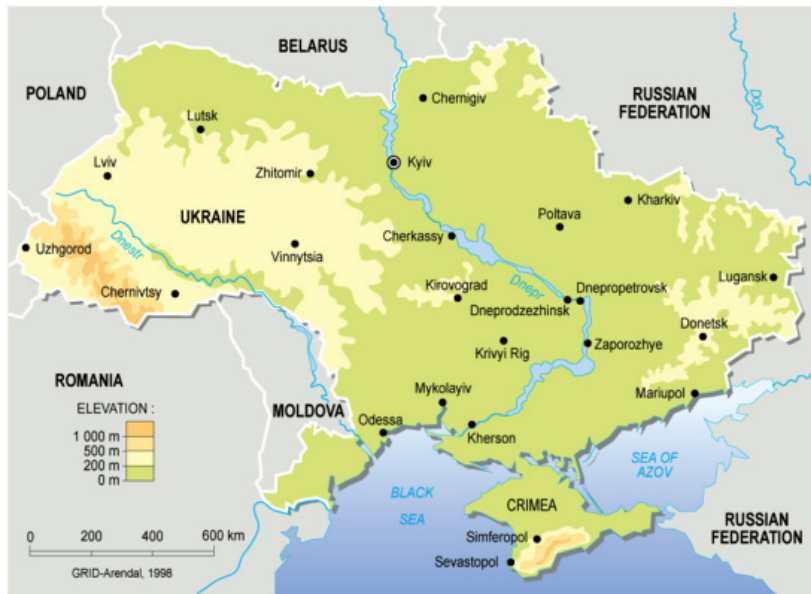 BELARUS
POLAND
RUSSIAN
FEDERATION
Don
Chernigiv
Lutsk
Lviv
Zhitomir
Kyiv
Kharkiv
UKRAINE
Poltava
Dnestr
Cherkassy
Uzhgorod
Vinnytsia
Lugansk
Kirovograd
Dnepr
Dnepropetrovsk
Chernivtsy
Dneprodzezhinsk
Donetsk
Krivyi Rig
Zaporozhye
ROMANIA
Mykolayiv
Mariupol
ELEVATION :
MOLDOVA
Odessa
Kherson
1 000 m
500 m
200 m
0 m
SEA OF
AZOV
BLACK
SEA
CRIMEA
RUSSIAN
FEDERATION
0 200 400 600 km
Simferopol
Sevastopol
GRID-Arendal, 1998